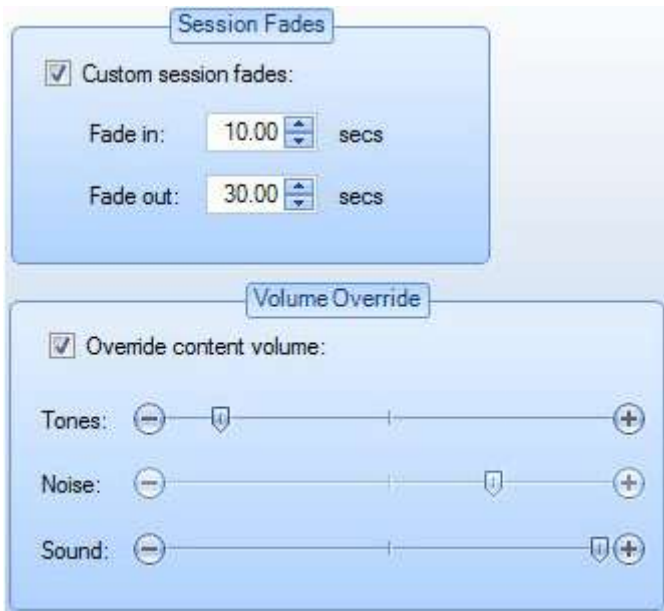 Session Fades
Custom session fades:
Fade in: 10.00 secs
Fade out: 30.00 secs
Volume Override
Override content volume:
Tones:
Noise:
Sound: